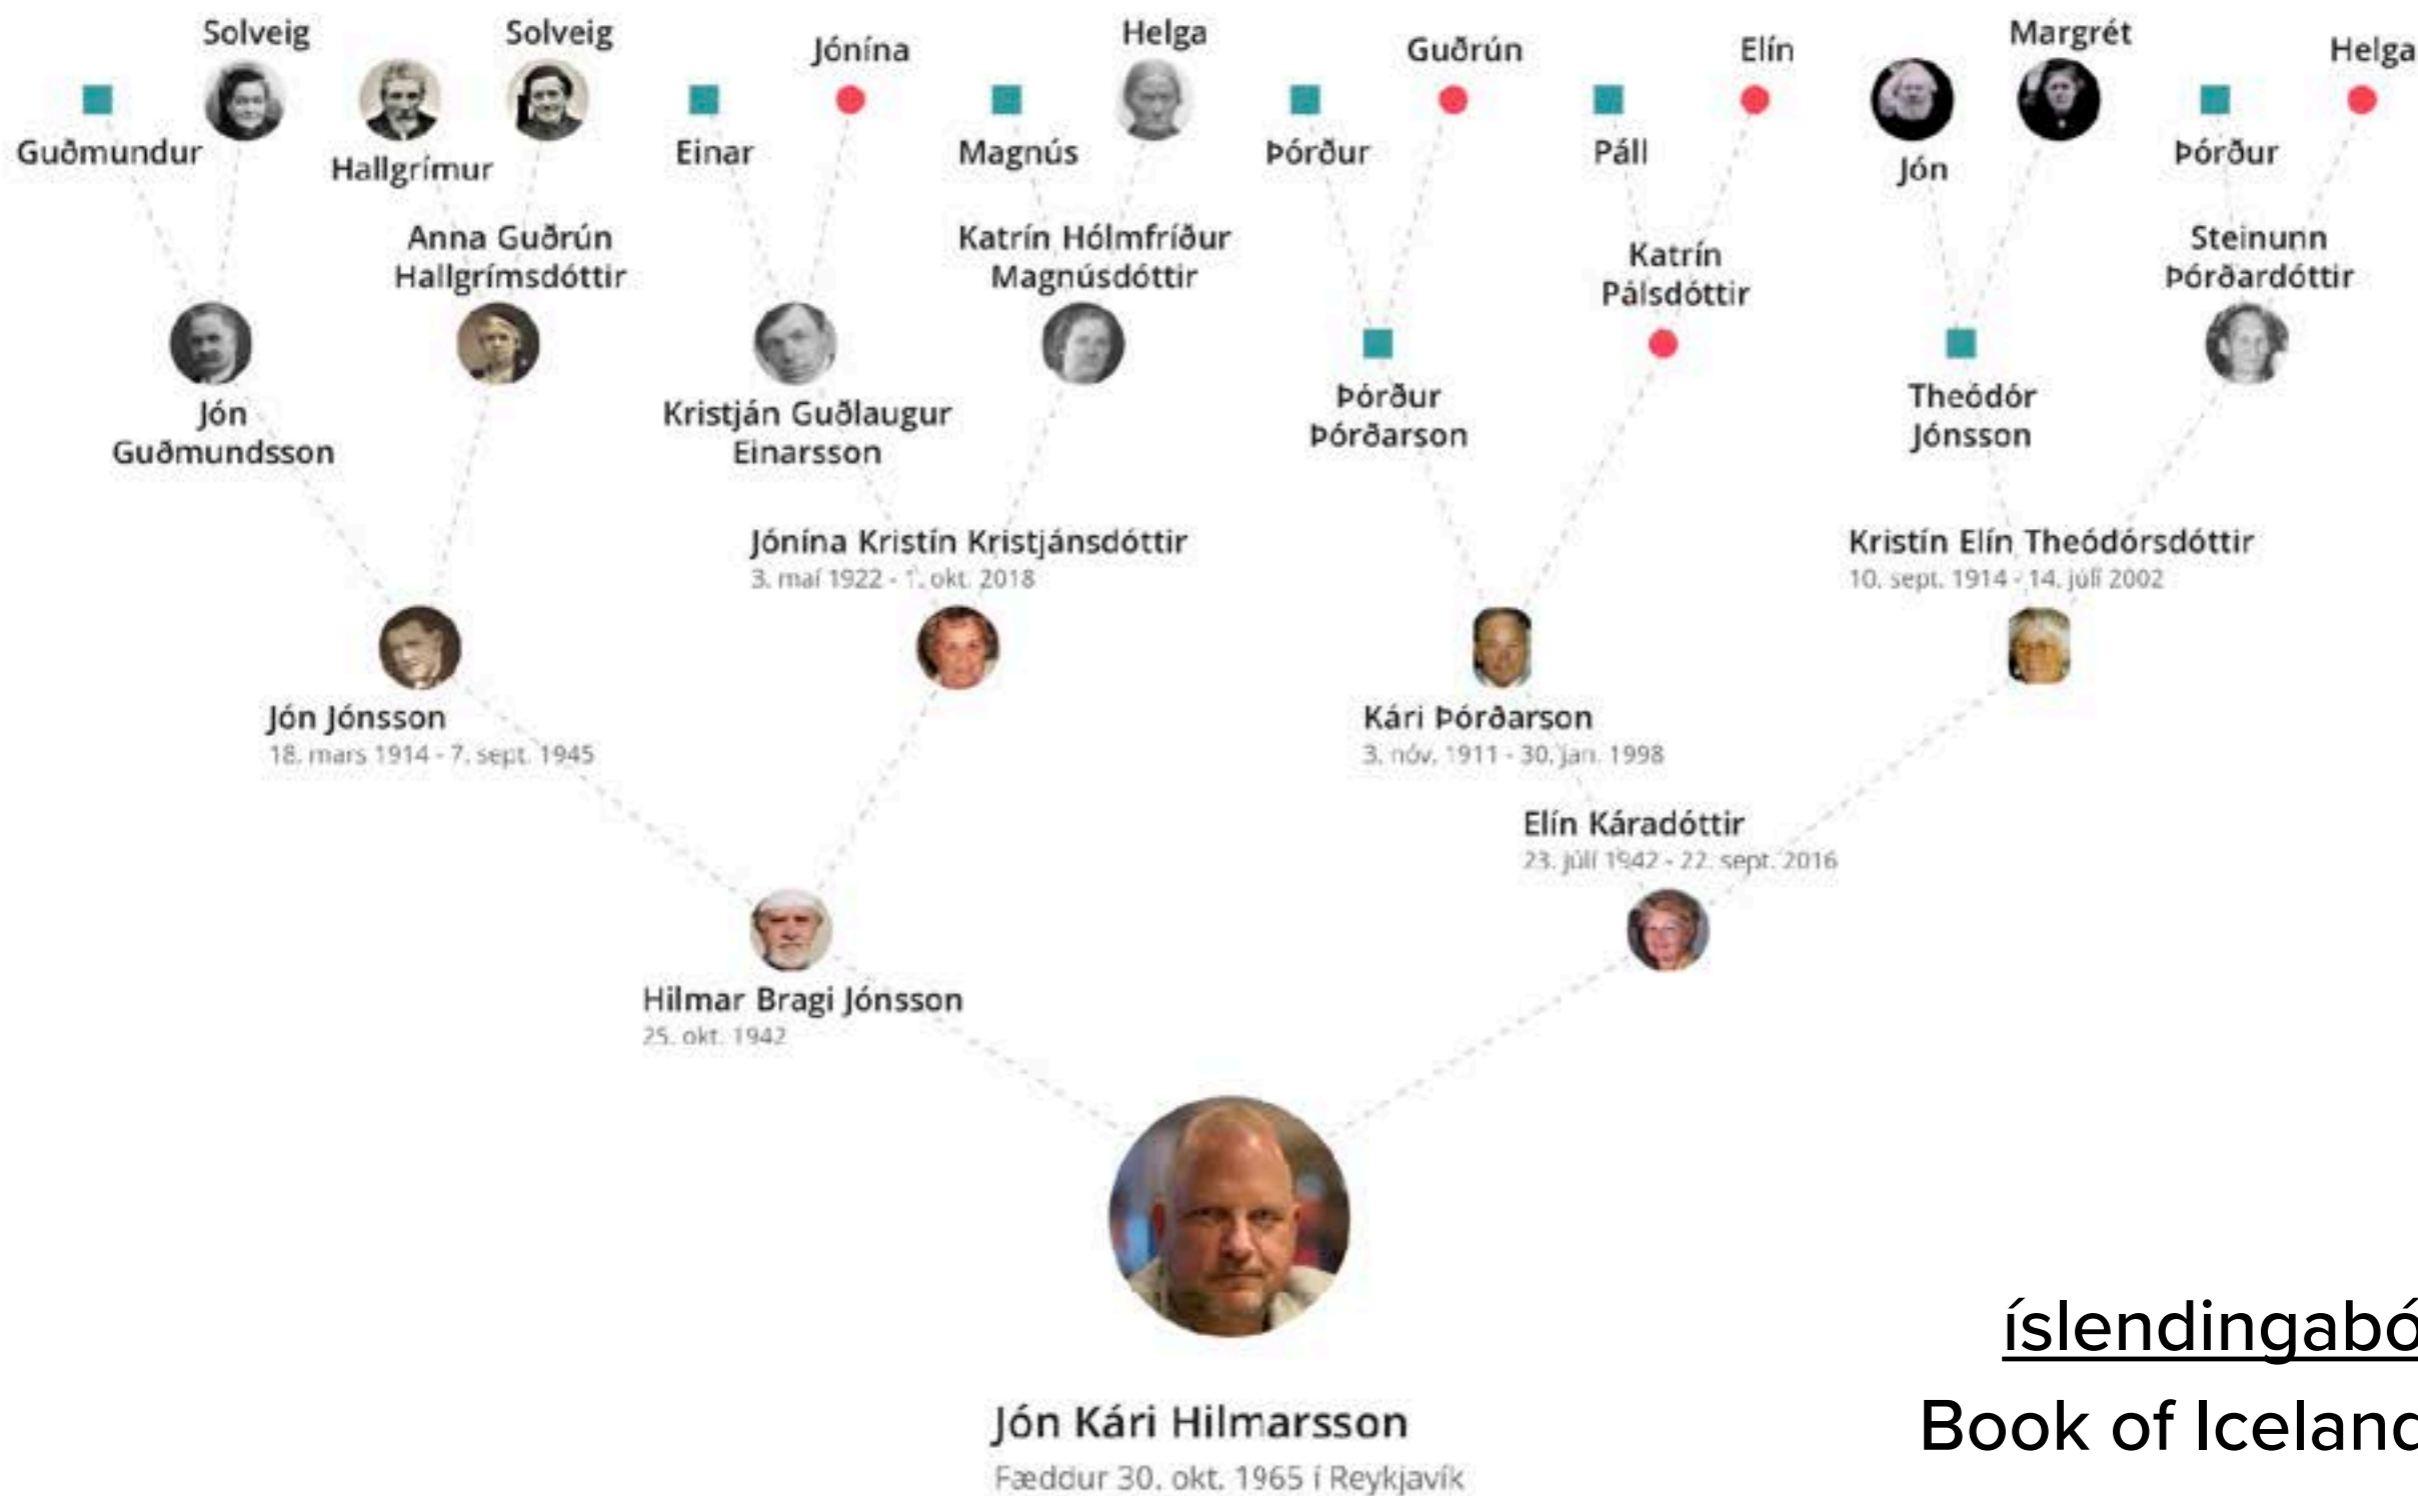 Solveig
Solveig
Jónína
Helga
Guðrún
Elín
Margrét
Helga
Guðmundur
Hallgrímur
Einar
Magnús
Þórður
Páll
Jón
Þórður
Anna Guðrún
Hallgrímsdóttir
Katrín Hólmfríður
Magnúsdóttir
Katrín
Pálsdóttir
Steinunn
Þórðardóttir
Jón
Guðmundsson
Kristján Guðlaugur
Einarsson
Þórður
Þórðarson
Theódór
Jónsson
Jónína Kristín Kristjánsdóttir
3. maí 1922 - 1. okt. 2018
Kristín Elín Theódórsdóttir
10. sept. 1914 - 14. júlí 2002
Jón Jónsson
18. mars 1914 - 7. sept. 1945
Kári Þórðarson
3. nóv. 1911 - 30. jan. 1998
Elín Káradóttir
23. júlí 1942 - 22. sept. 2016
Hilmar Bragi Jónsson
25. okt. 1942
Jón Kári Hilmarsson
Fæddur 30. okt. 1965 í Reykjavík
íslendingabó
Book of Iceland